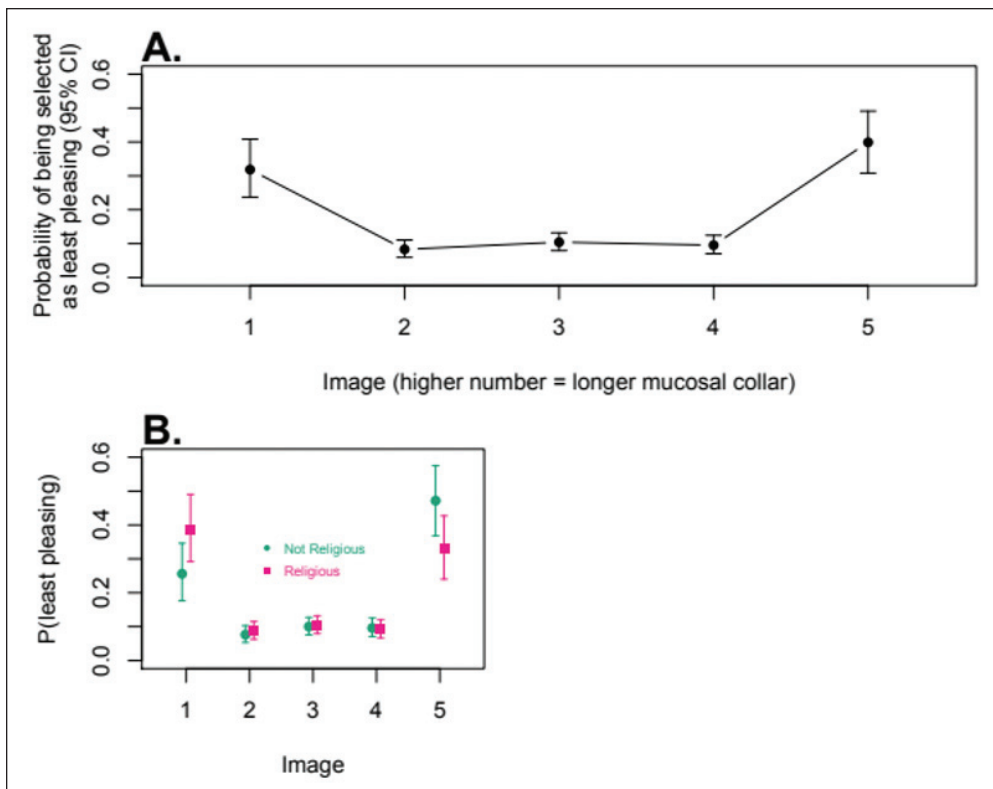 A.
Probability of being selected
as least pleasing (95% CI)
0.6
0.4
0.2
0.0
1 2 3 4 5
Image (higher number = longer mucosal collar)
B.
P(least pleasing)
0.6
0.4
0.2
0.0
Not Religious
Religious
1 2 3 4 5
Image